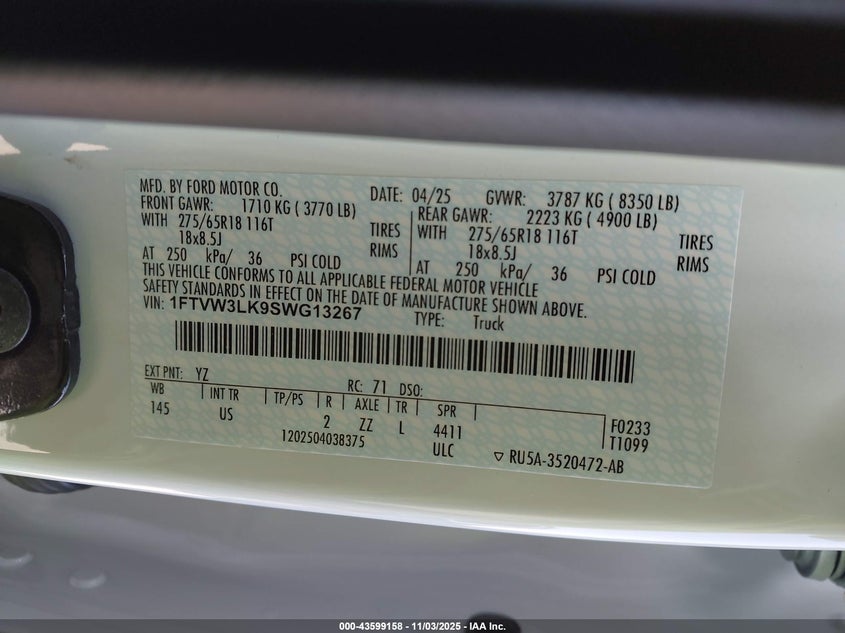 MFD. BY FORD MOTOR CO. DATE: 04/25 GVWR: 3787 KG ( 8350 LB)
FRONT GAWR: 1710 KG ( 3770 LB) REAR GAWR: 2223 KG ( 4900 LB)
WITH 275/65R18 116T TIRES WITH 275/65R18 116T TIRES
18x8.5J RIMS 18x8.5J RIMS
AT 250 kPa/ 36 PSI COLD AT 250 kPa/ 36 PSI COLD
THIS VEHICLE CONFORMS TO ALL APPLICABLE FEDERAL MOTOR VEHICLE
SAFETY STANDARDS IN EFFECT ON THE DATE OF MANUFACTURE SHOWN ABOVE.
VIN: 1FTVW3LK9SWG13267 TYPE: Truck
EXT PNT: YZ RC: 71 DSO:
WB INT TR TP/PS R AXLE TR SPR
145 US 2 ZZ L 4411 F0233
1202504038375 ULC T1099
▽ RU5A-3520472-AB
000-43599158 - 11/03/2025 - IAA Inc.